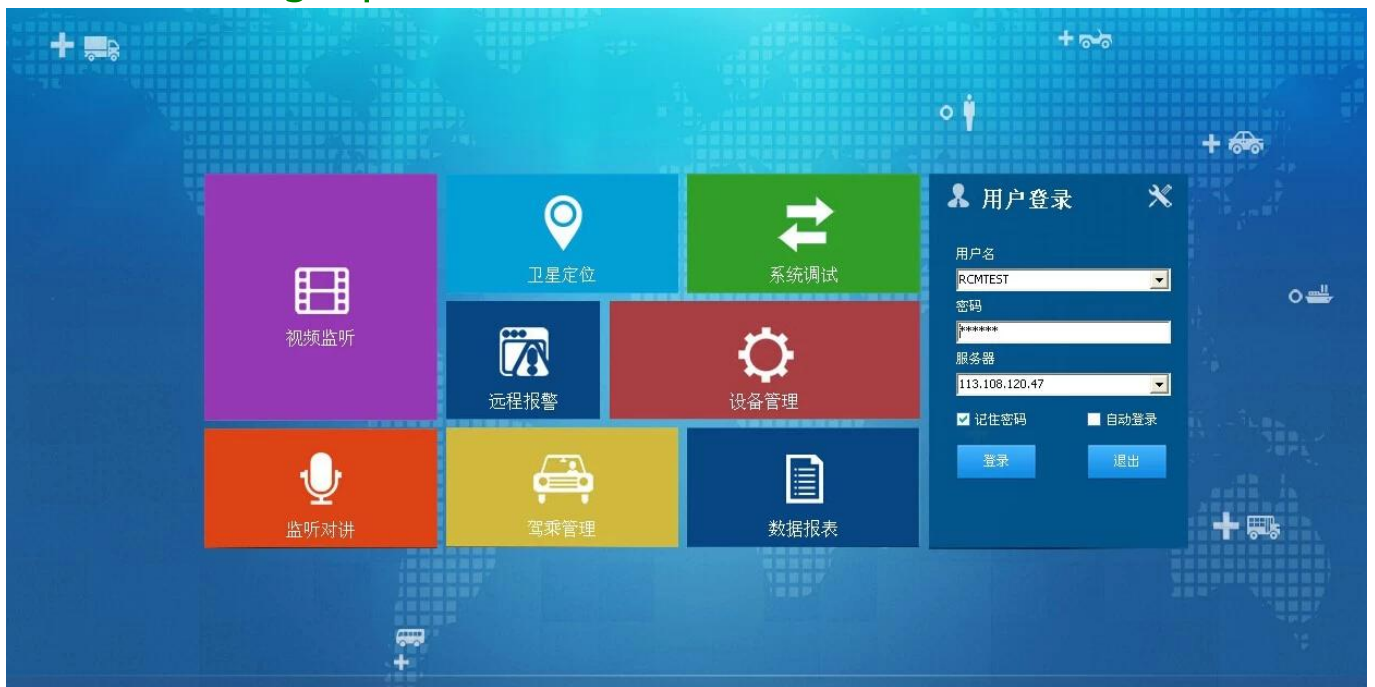 卫星定位
系统调试
视频监听
远程报警
设备管理
监听对讲
驾乘管理
数据报表
用户登录
用户名
RCMTEST
密码
******
服务器
113.108.120.47
记住密码
自动登录
登录
退出